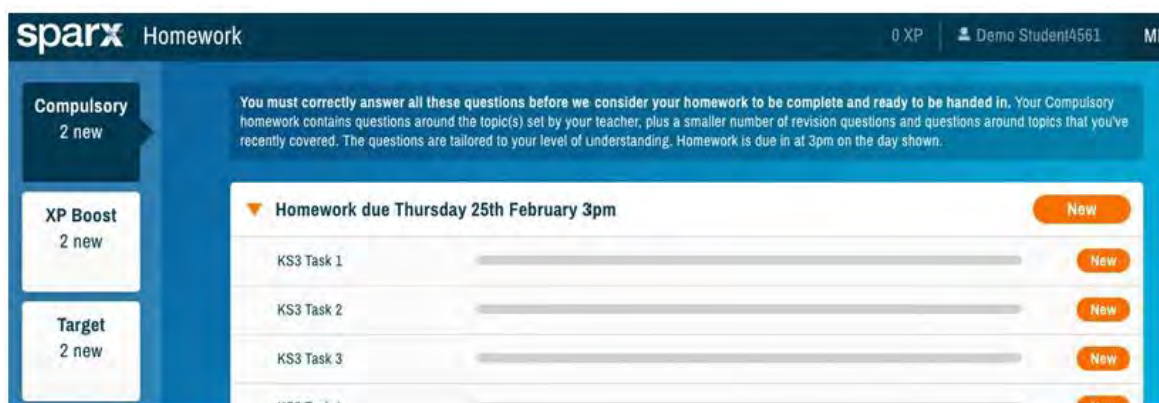 sparx Homework
0 XP
Demo Student4561
Compulsory
2 new
You must correctly answer all these questions before we consider your homework to be complete and ready to be handed in. Your Compulsory
homework contains questions around the topic(s) set by your teacher, plus a smaller number of revision questions and questions around topics that you've
recently covered. The questions are tailored to your level of understanding. Homework is due in at 3pm on the day shown.
XP Boost
2 new
Homework due Thursday 25th February 3pm
New
KS3 Task 1
New
KS3 Task 2
New
Target
2 new
KS3 Task 3
New